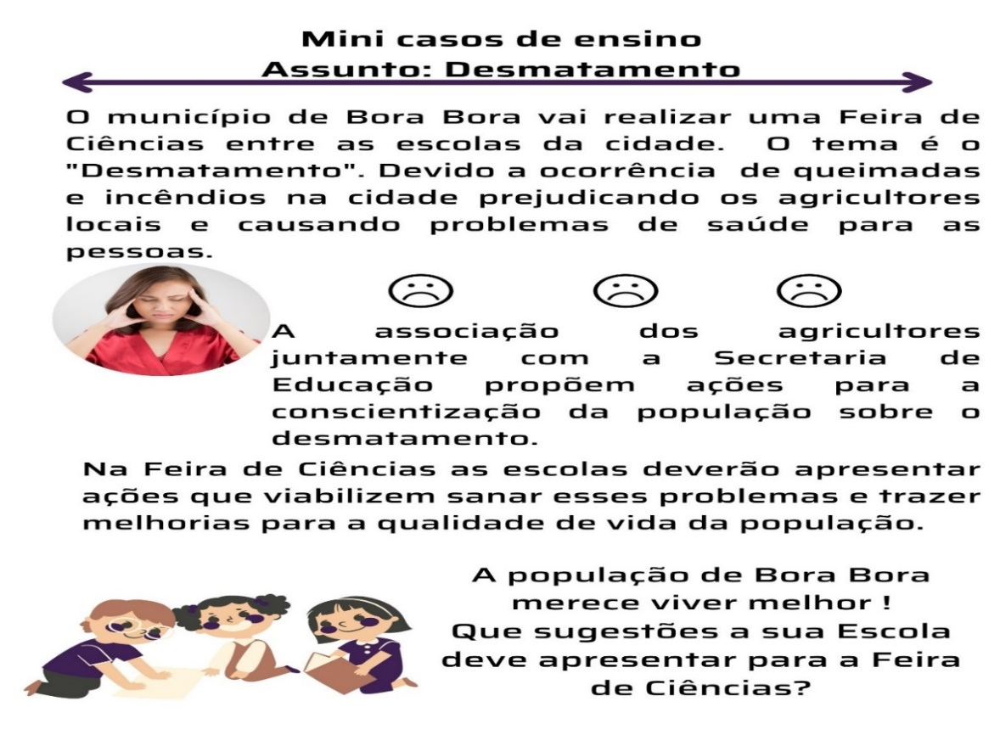 Mini casos de ensino
Assunto: Desmatamento
O município de Bora Bora vai realizar uma Feira de
Ciências entre as escolas da cidade. O tema é o
"Desmatamento". Devido a ocorrência de queimadas
e incêndios na cidade prejudicando os agricultores
locais e causando problemas de saúde para as
pessoas.
A associação dos agricultores
juntamente com a Secretaria de
Educação propõem ações para a
conscientização da população sobre o
desmatamento.
Na Feira de Ciências as escolas deverão apresentar
ações que viabilizem sanar esses problemas e trazer
melhorias para a qualidade de vida da população.
A população de Bora Bora
merece viver melhor !
Que sugestões a sua Escola
deve apresentar para a Feira
de Ciências?